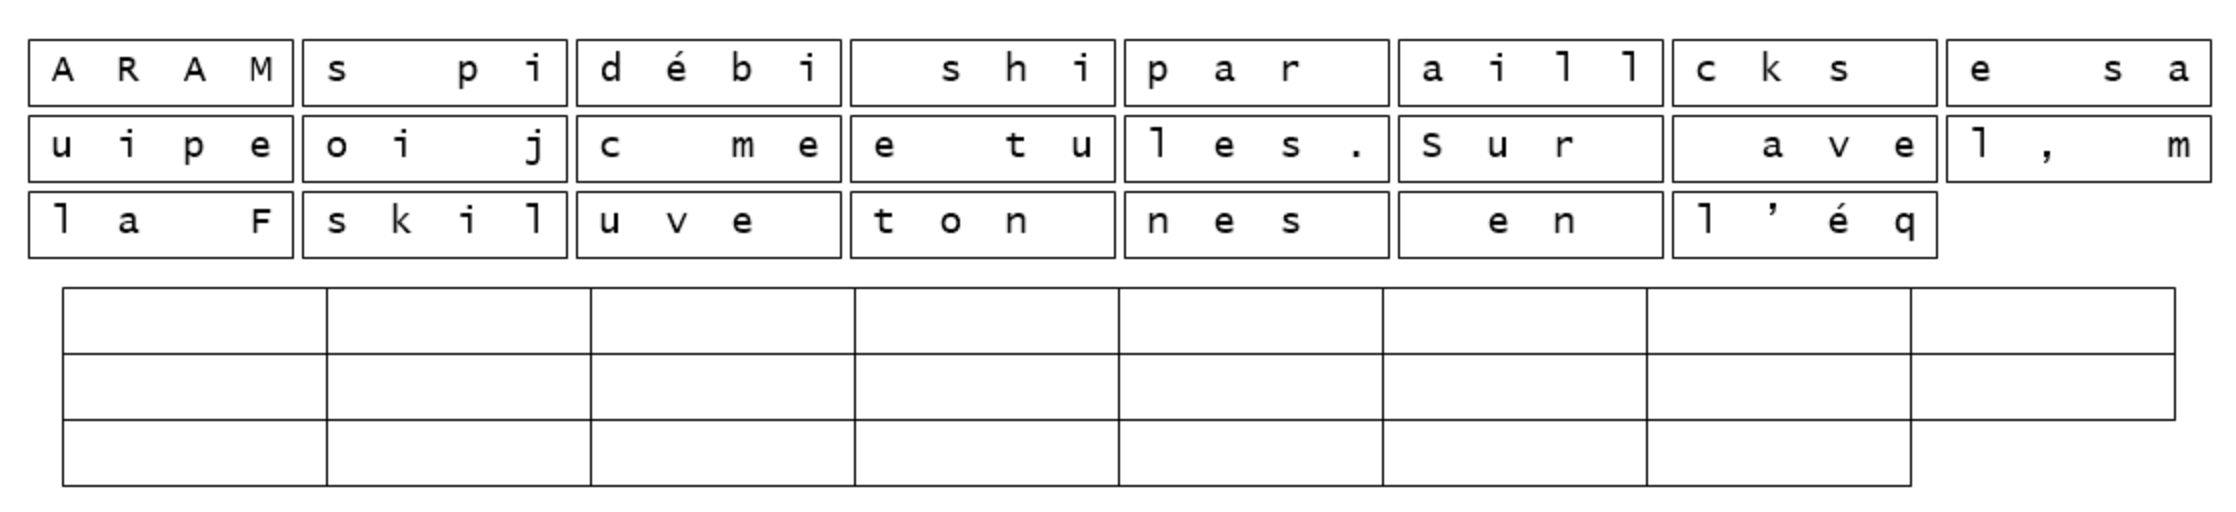 ARAM s pi débi  shi par  aill cks  e sa
uipe oi j c me e tu les. Sur   ave l, m
la F skil uve  ton  nes   en  l’éq